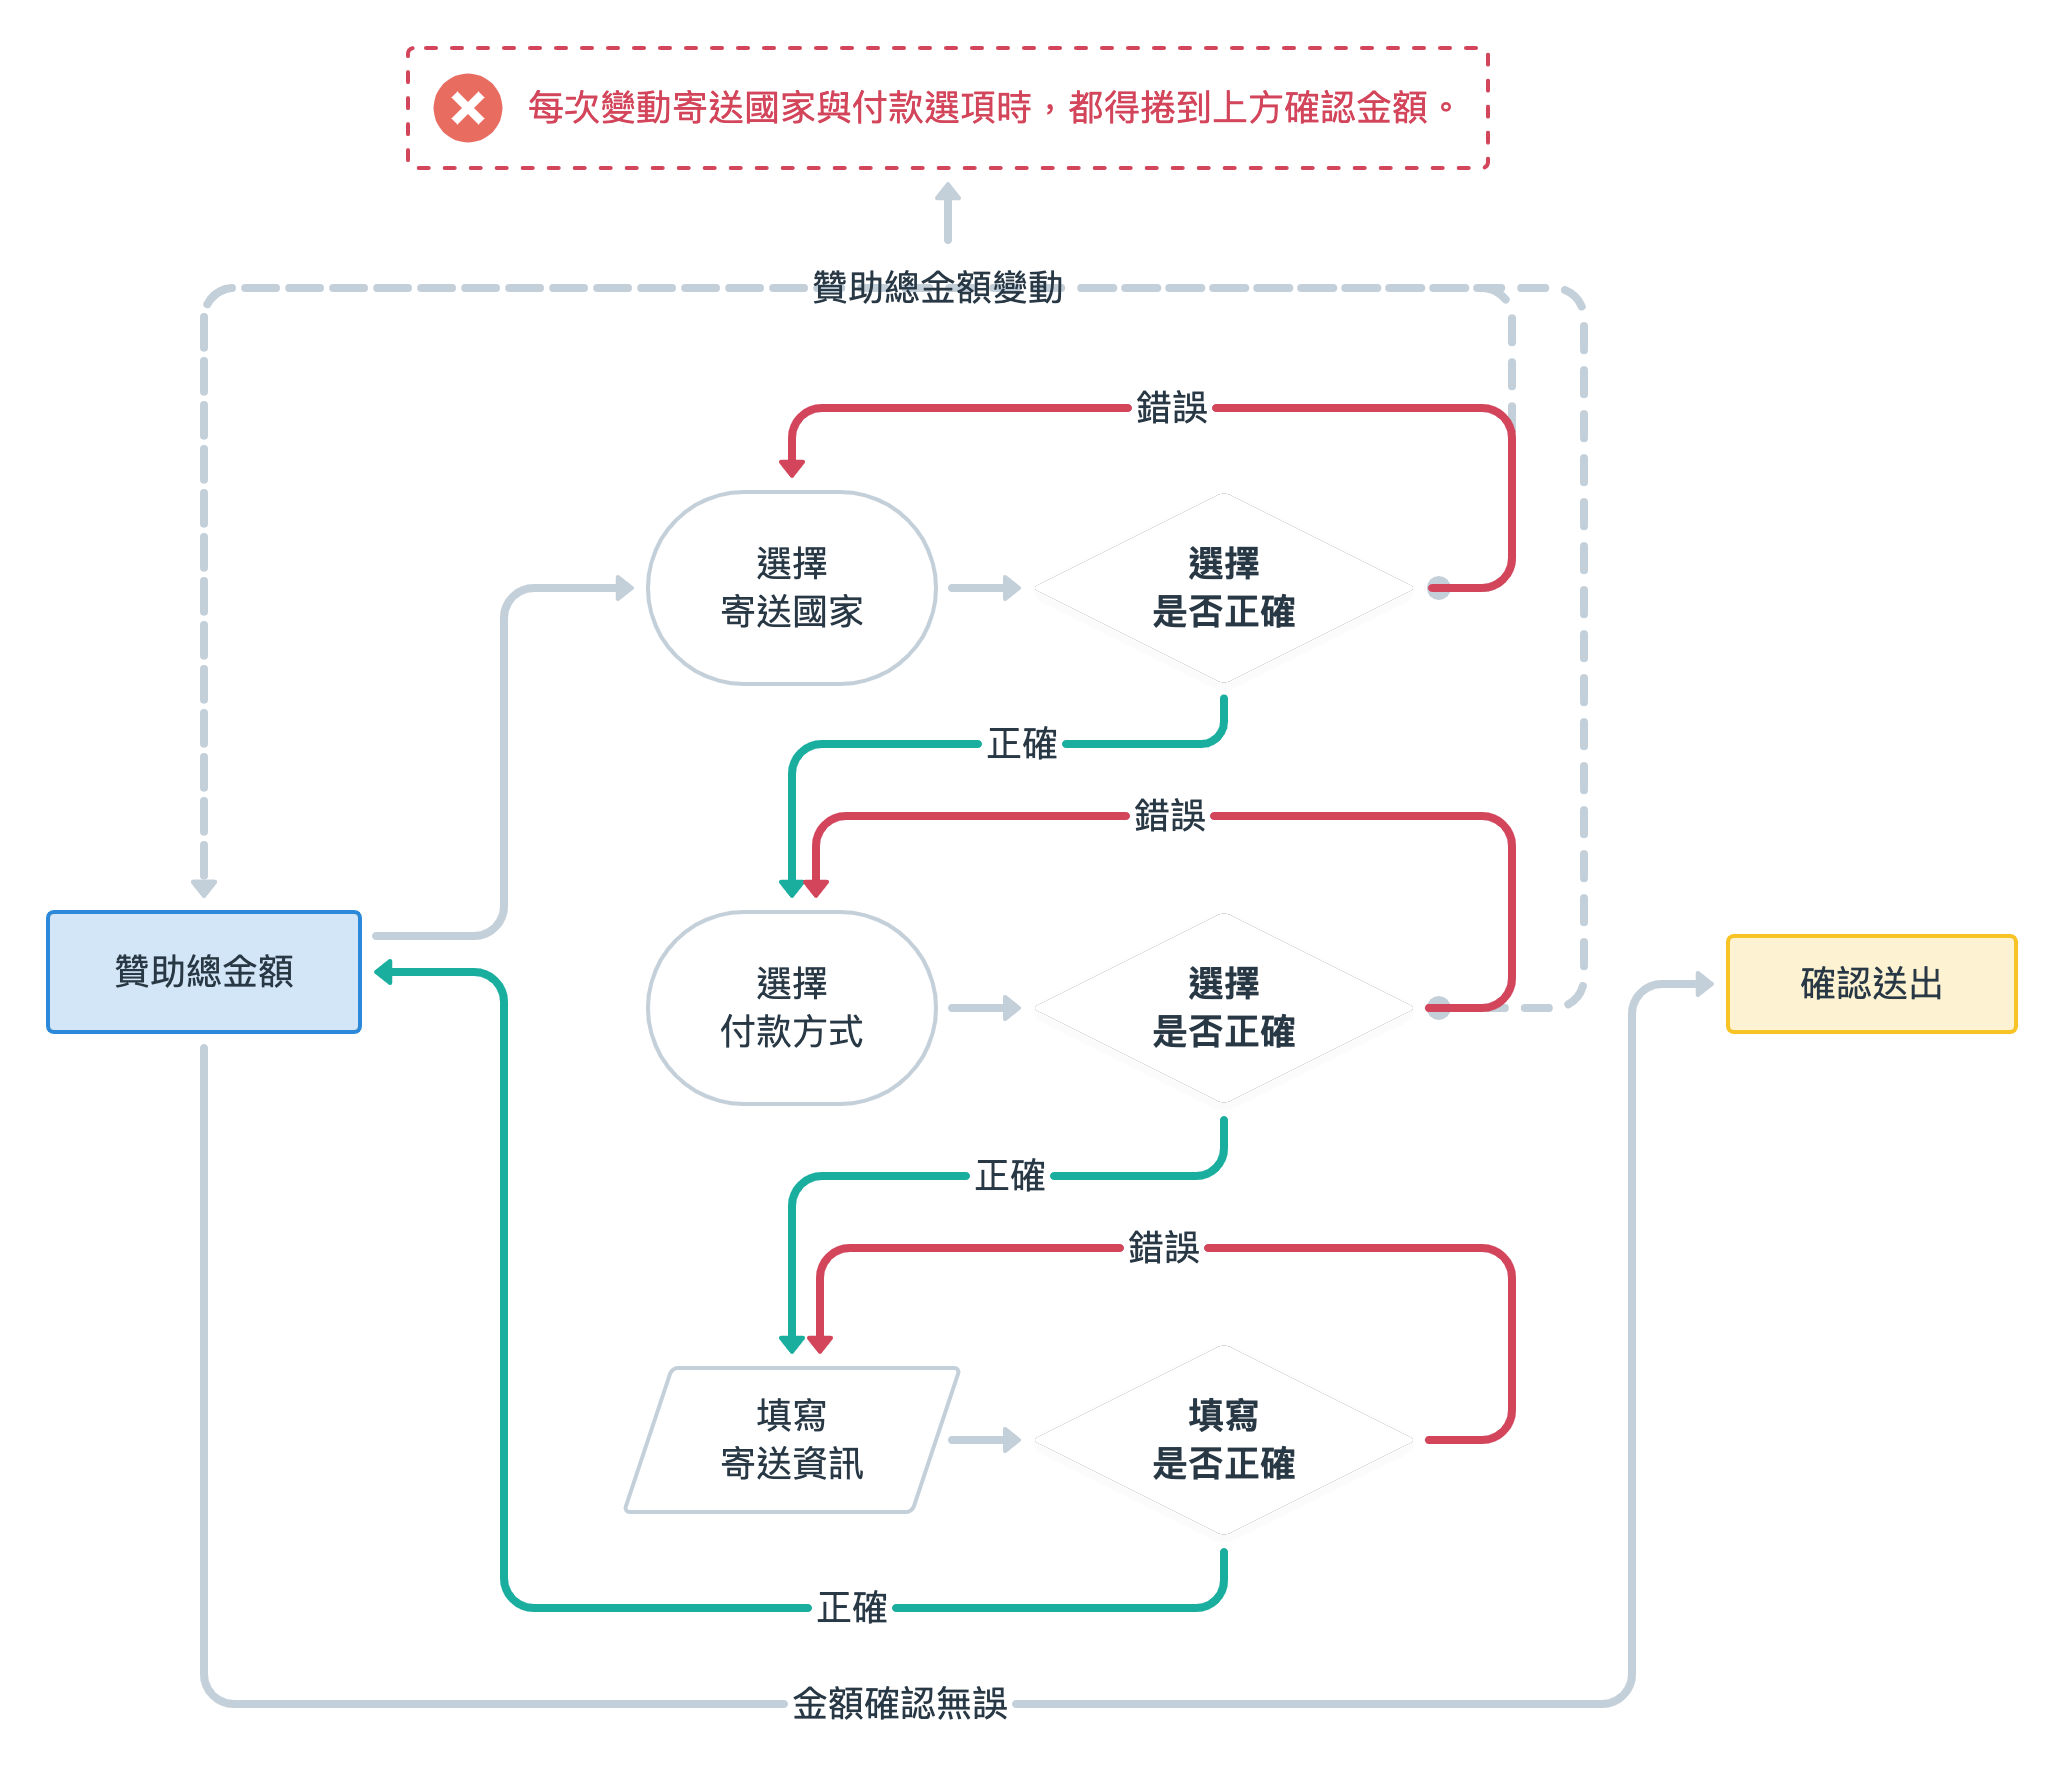 每次變動寄送國家與付款選項時，都得捲到上方確認金額。
贊助總金額變動
錯誤
選擇
寄送國家
選擇
是否正確
正確
錯誤
贊助總金額
選擇
付款方式
選擇
是否正確
確認送出
正確
錯誤
填寫
寄送資訊
填寫
是否正確
正確
金額確認無誤